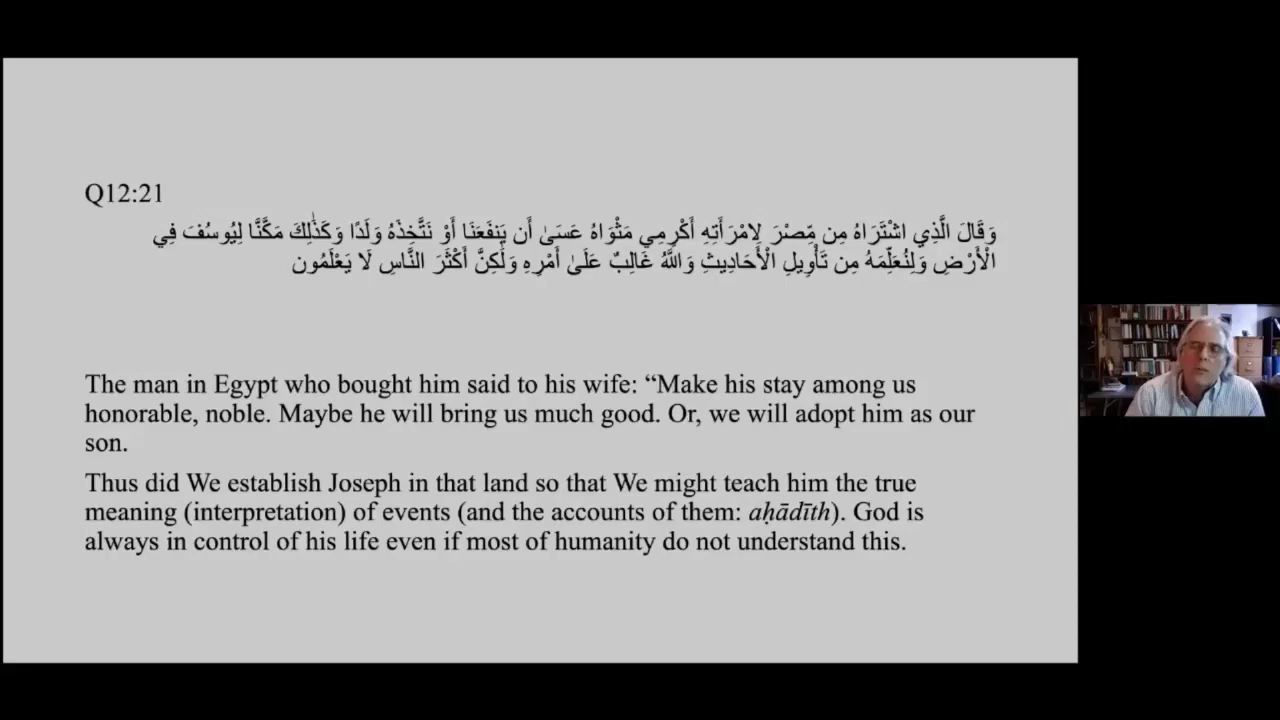 Q12:21
وَقَالَ الَّذِي اشْتَرَاهُ مِن مِّصْرَ لِامْرَأَتِهِ أَكْرِمِي مَثْوَاهُ عَسَىٰ أَن يَنفَعَنَا أَوْ نَتَّخِذَهُ وَلَدًا وَكَذَٰلِكَ مَكَّنَّا لِيُوسُفَ فِي
الْأَرْضِ وَلِنُعَلِّمَهُ مِن تَأْوِيلِ الْأَحَادِيثِ وَاللَّهُ غَالِبٌ عَلَىٰ أَمْرِهِ وَلَٰكِنَّ أَكْثَرَ النَّاسِ لَا يَعْلَمُون
The man in Egypt who bought him said to his wife: “Make his stay among us
honorable, noble. Maybe he will bring us much good. Or, we will adopt him as our
son.
Thus did We establish Joseph in that land so that We might teach him the true
meaning (interpretation) of events (and the accounts of them: aḥādīth). God is
always in control of his life even if most of humanity do not understand this.